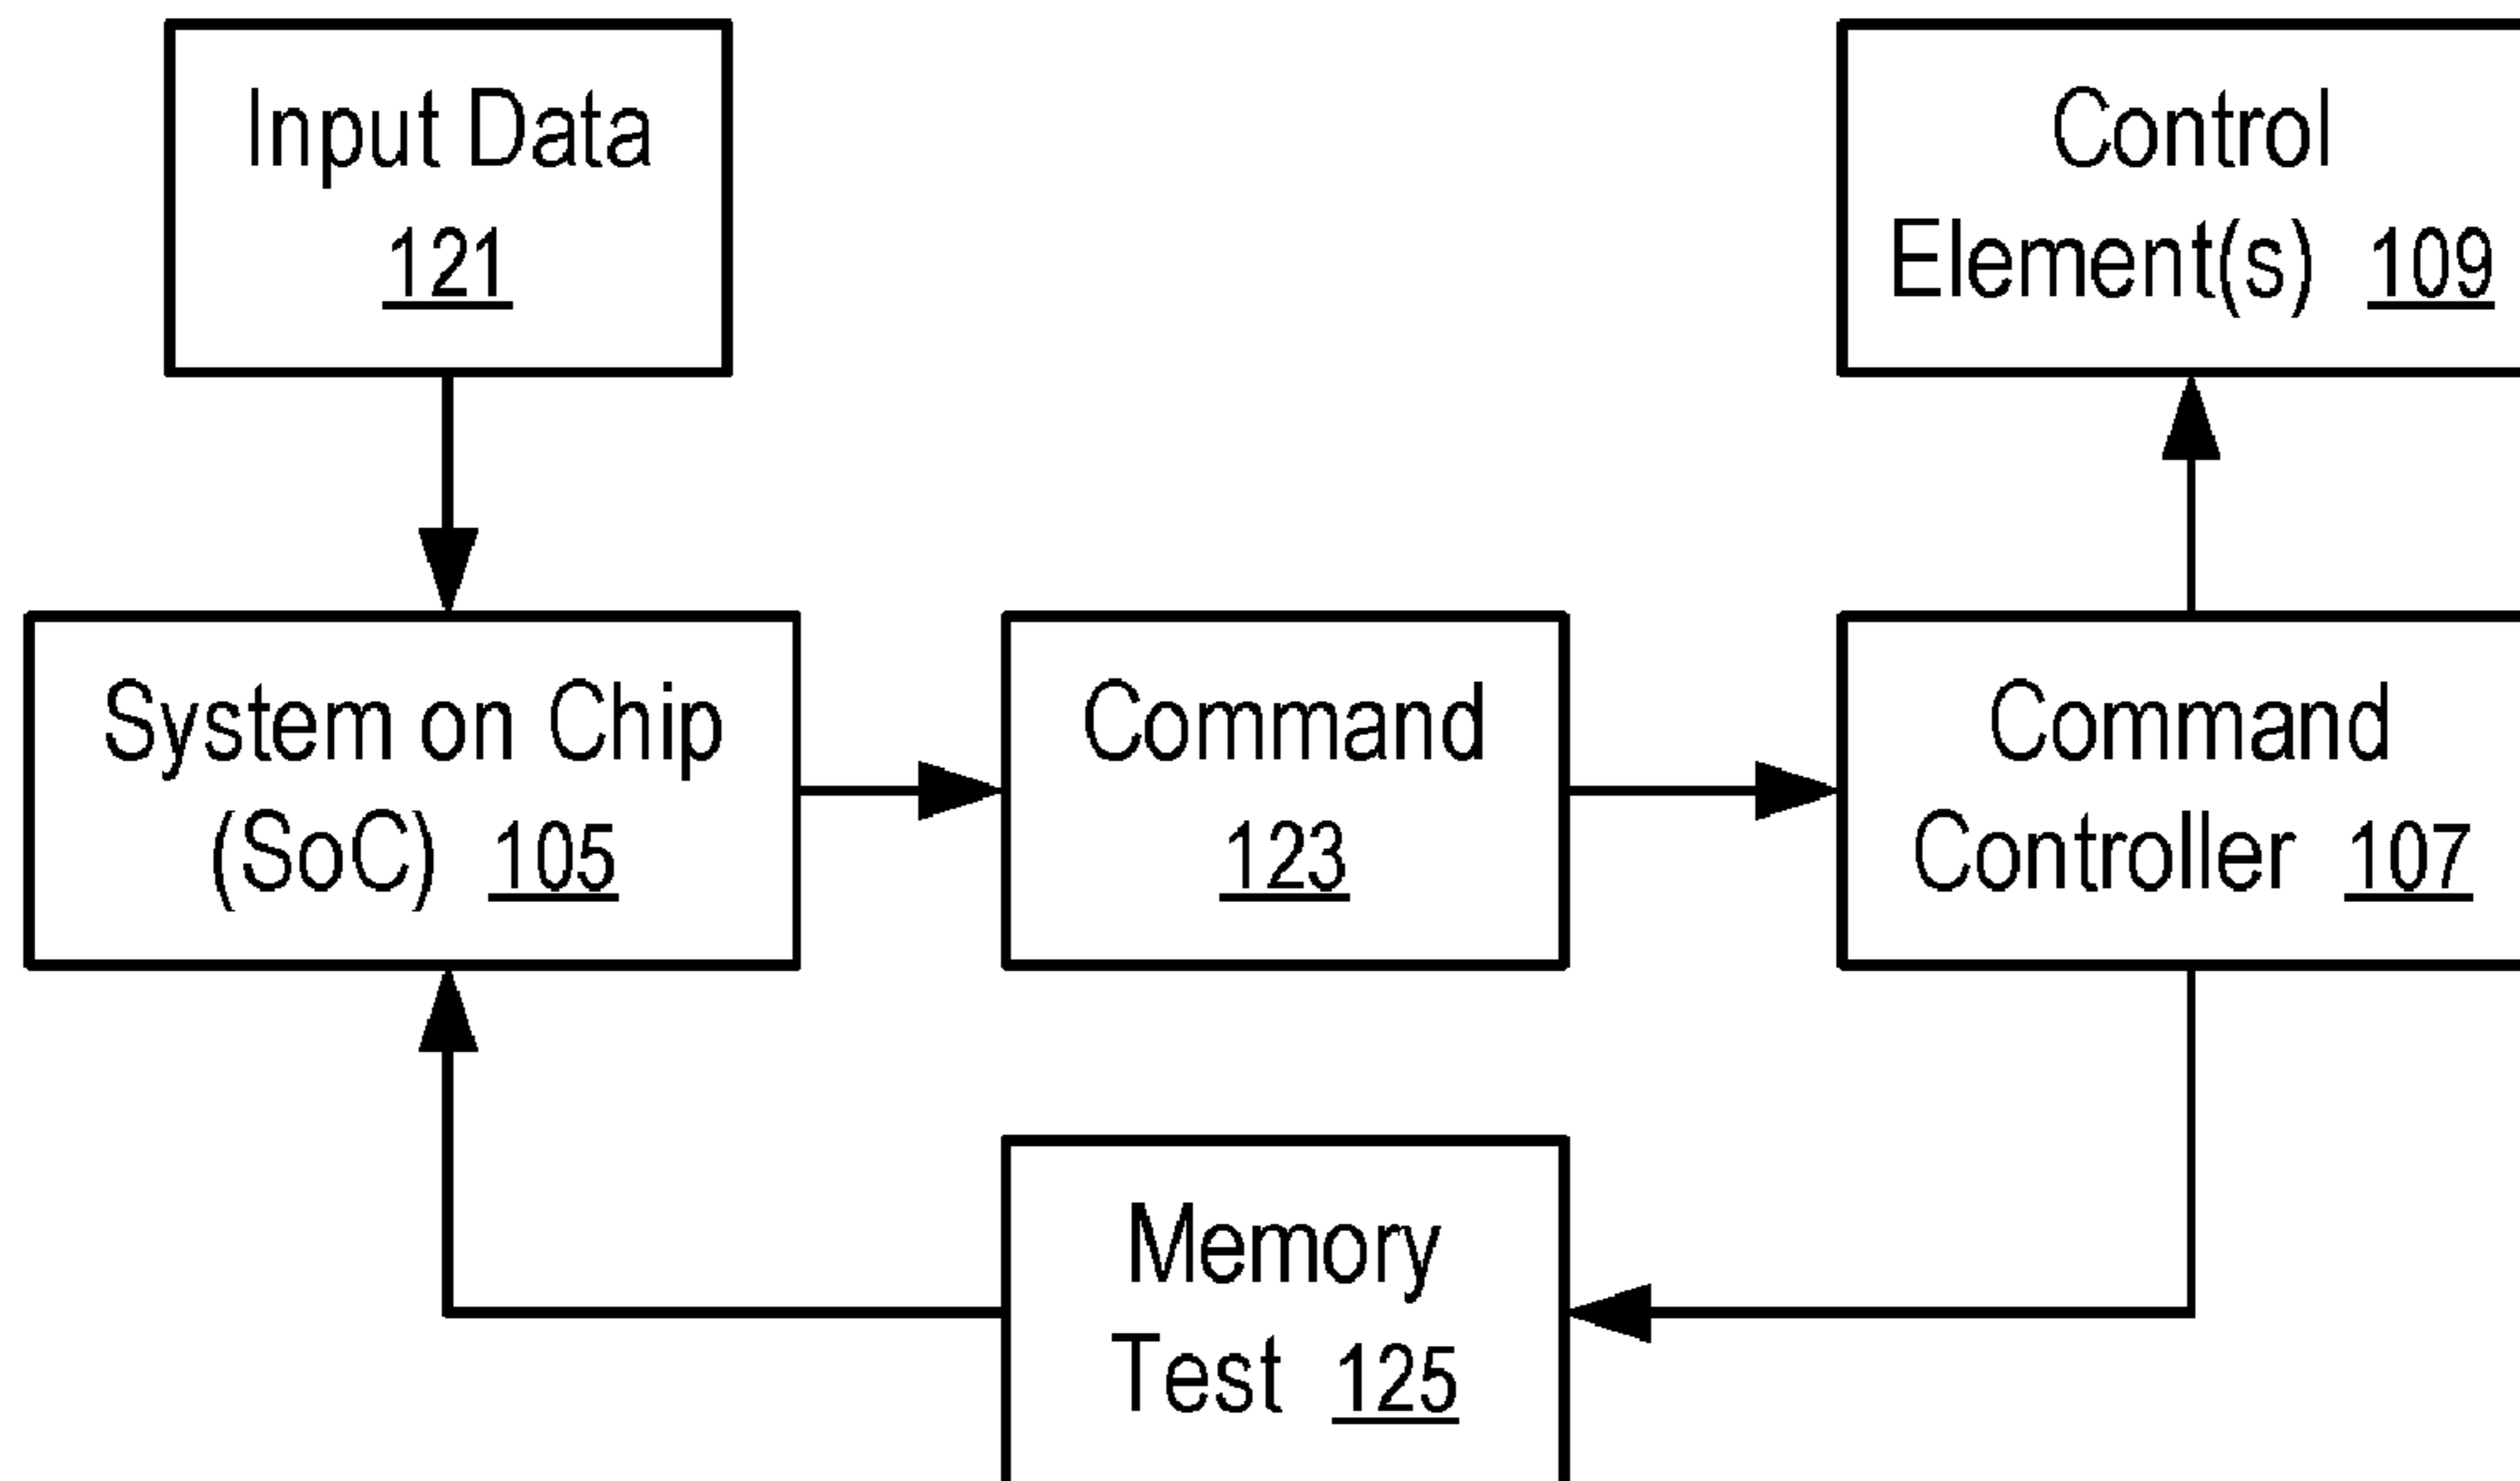 Input Data
121
Control
Element(s) 109
System on Chip
(SoC) 105
Command
123
Command
Controller 107
Memory
Test 125